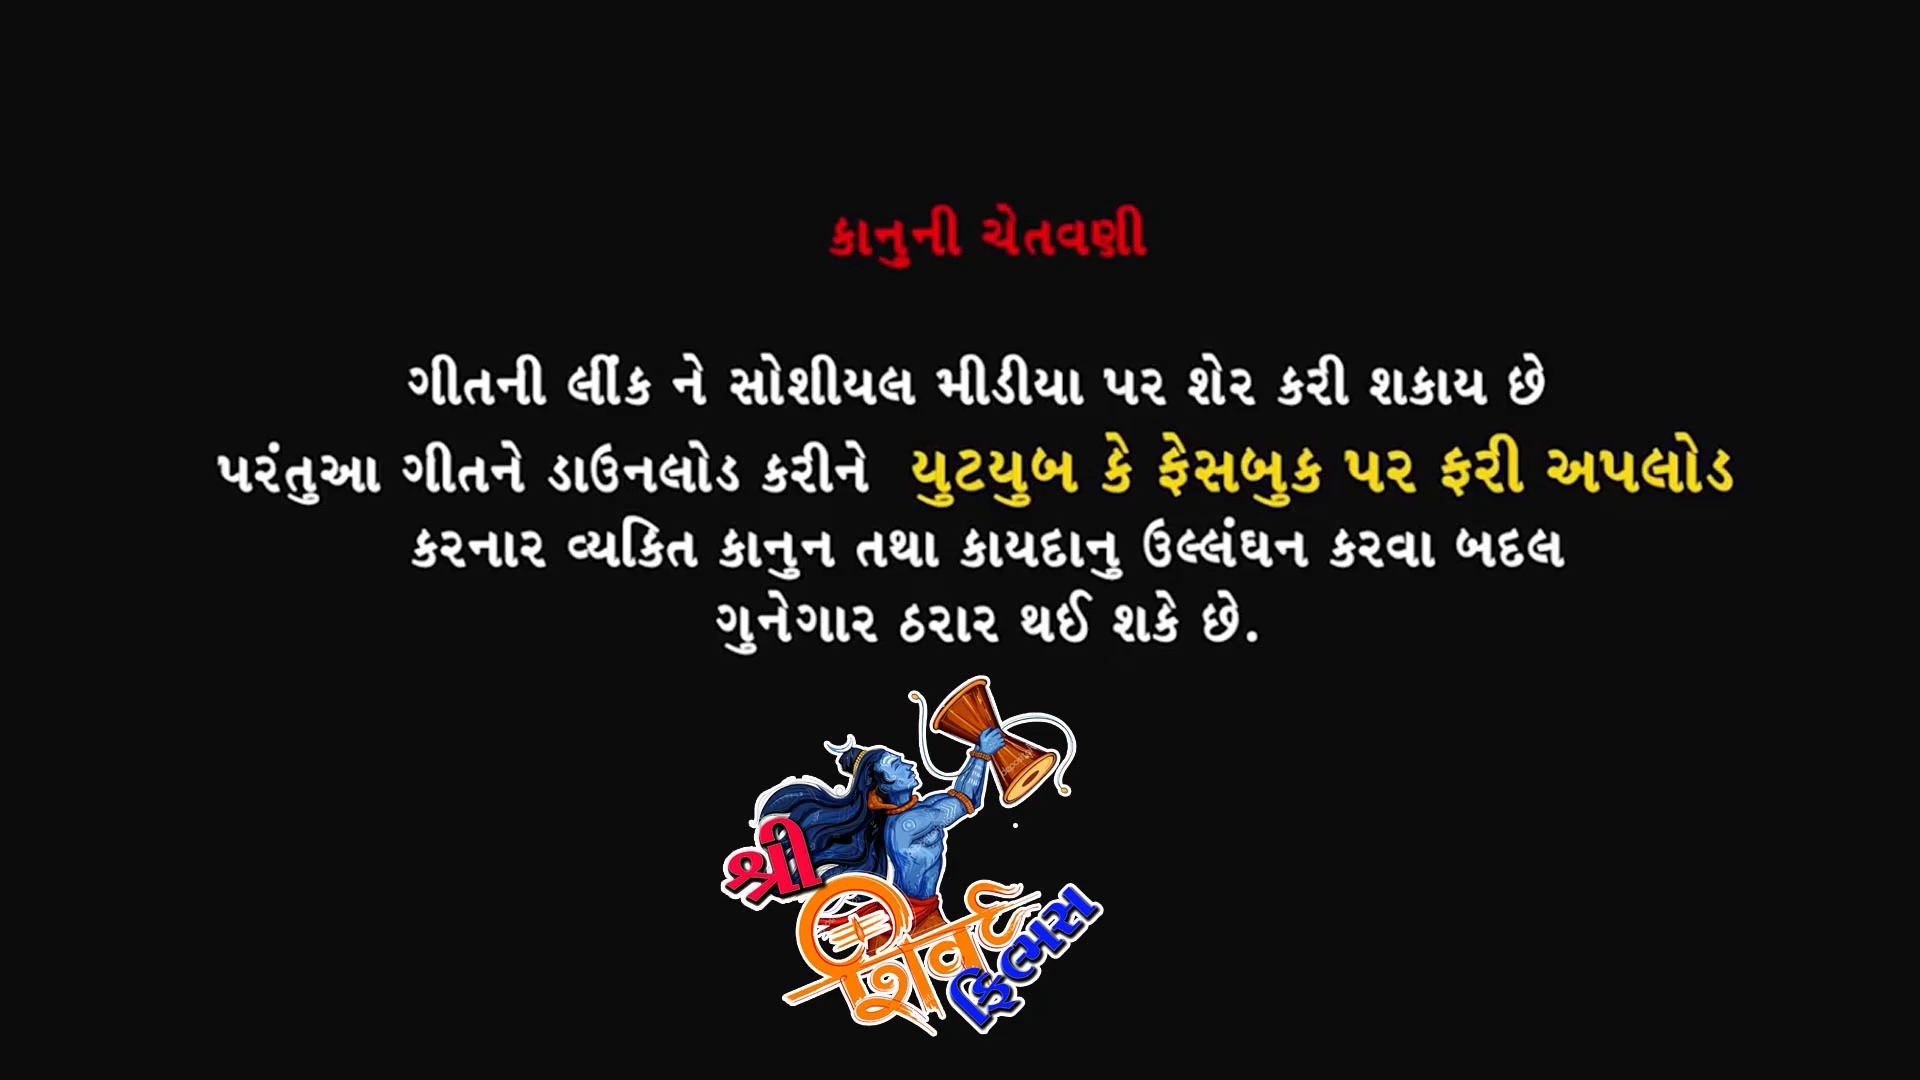 કાનુની ચેતવણી
ગીતની લીંક ને સોશીયલ મીડીયા પર શેર કરી શકાય છે
પરંતુઆ ગીતને ડાઉનલોડ કરીને યુટયુબ કે ફેસબુક પર ફરી અપલોડ
કરનાર વ્યકિત કાનુન તથા કાયદાનુ ઉલ્લંઘન કરવા બદલ
ગુનેગાર ઠરાર થઈ શકે છે.
શ્રી
ફિલ્મસ